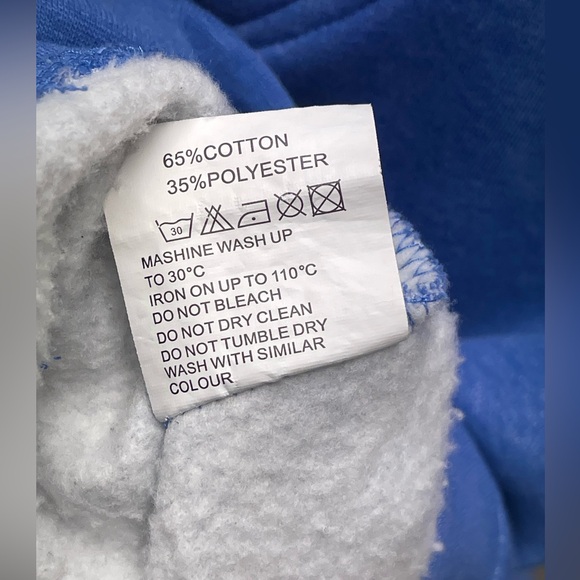 65%COTTON
35%POLYESTER
30
MASHINE WASH UP
TO 30°C
IRON ON UP TO 110°C
DO NOT BLEACH
DO NOT DRY CLEAN
DO NOT TUMBLE DRY
WASH WITH SIMILAR
COLOUR